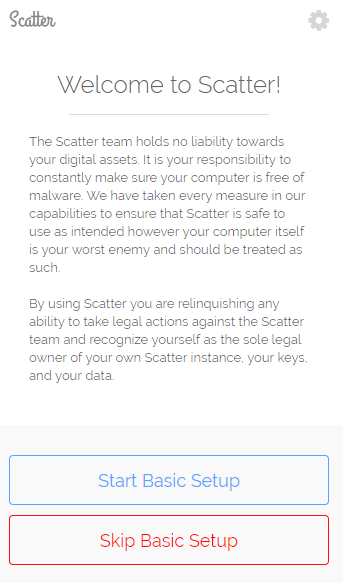 Scatter
Welcome to Scatter!
The Scatter team holds no liability towards
your digital assets. It is your responsibility to
constantly make sure your computer is free of
malware. We have taken every measure in our
capabilities to ensure that Scatter is safe to
use as intended however your computer itself
is your worst enemy and should be treated as
such.
By using Scatter you are relinquishing any
ability to take legal actions against the Scatter
team and recognize yourself as the sole legal
owner of your own Scatter instance, your keys,
and your data.
Start Basic Setup
Skip Basic Setup